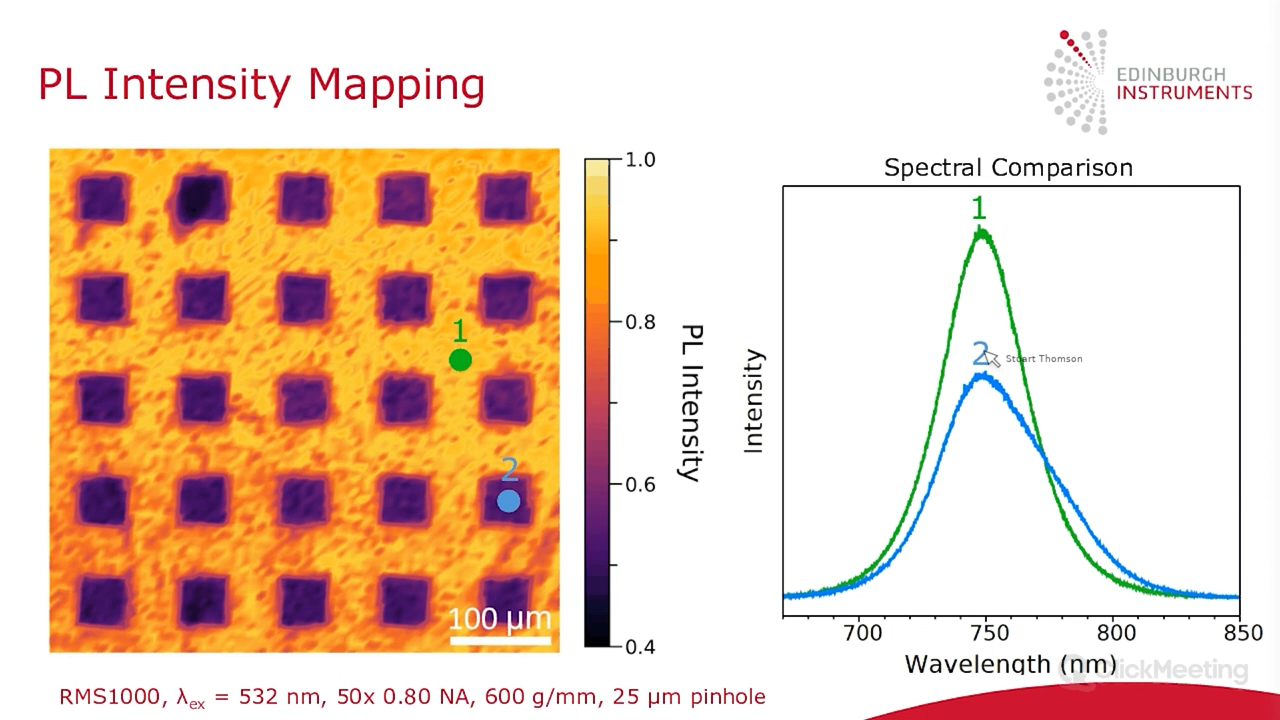 PL Intensity Mapping
EDINBURGH
INSTRUMENTS
1
2
100 µm
1.0
0.8
0.6
0.4
PL Intensity
Spectral Comparison
1
2
Stuart Thomson
Intensity
700 750 800 850
Wavelength (nm)
ClickMeeting
RMS1000, λex = 532 nm, 50x 0.80 NA, 600 g/mm, 25 µm pinhole